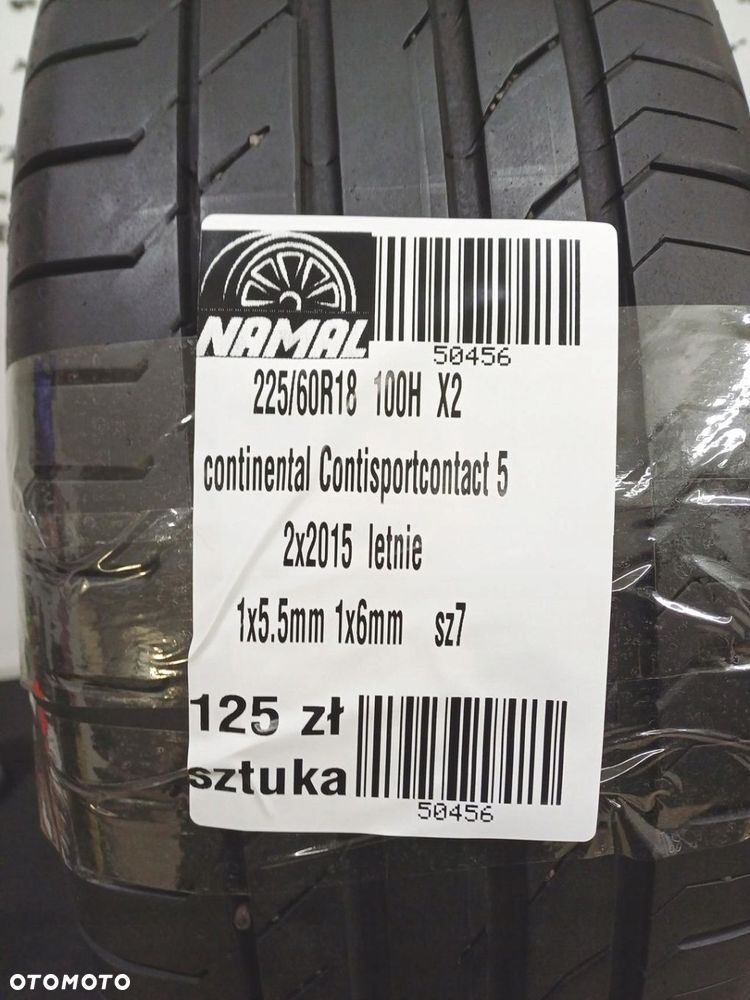 NAMAL
50456
225/60R18 100H X2
continental Contisportcontact 5
2x2015 letnie
1x5.5mm 1x6mm sz7
125 zł
sztuka
50456
OTOMOTO